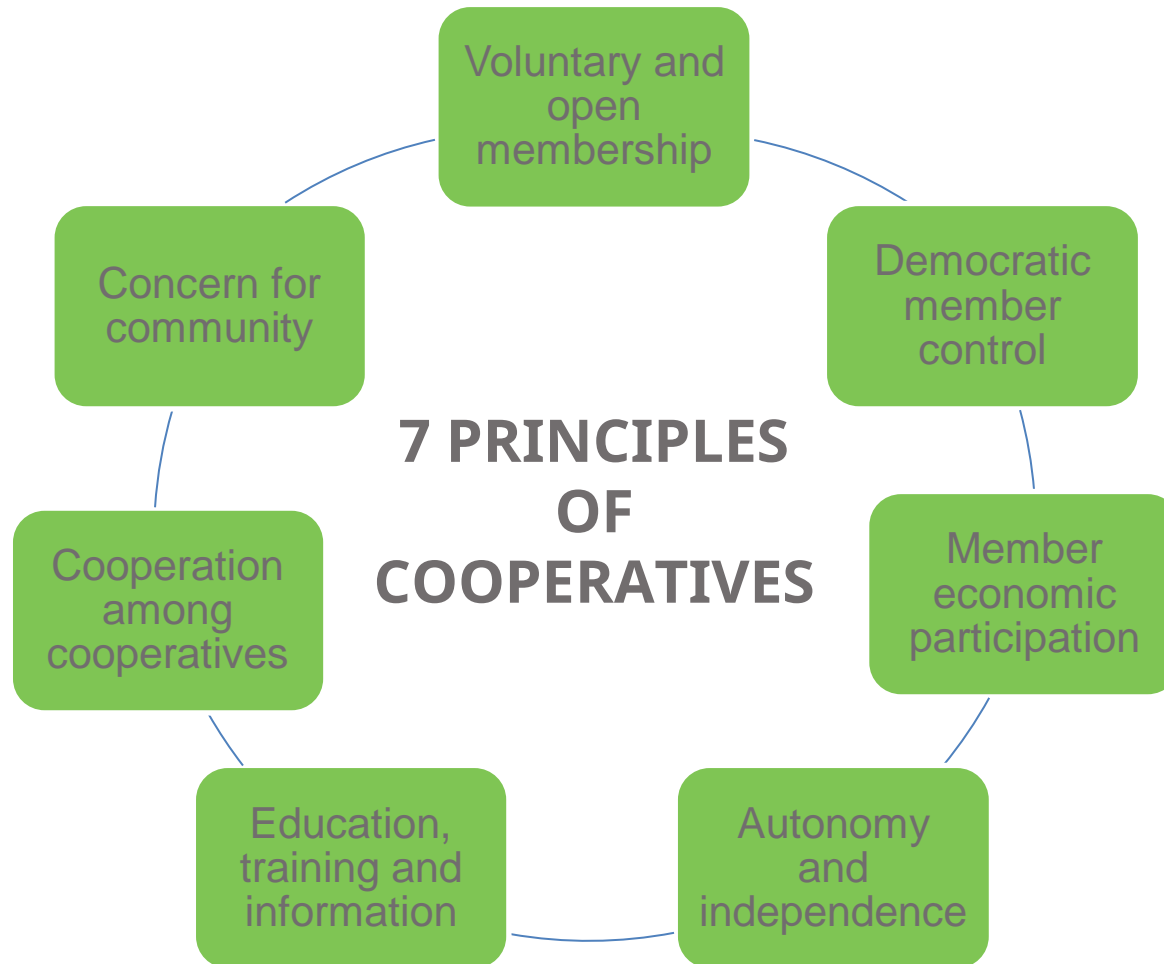 Voluntary and
open
membership
Democratic
member
control
Member
economic
participation
Autonomy
and
independence
Education,
training and
information
Cooperation
among
cooperatives
Concern for
community
7 PRINCIPLES
OF
COOPERATIVES